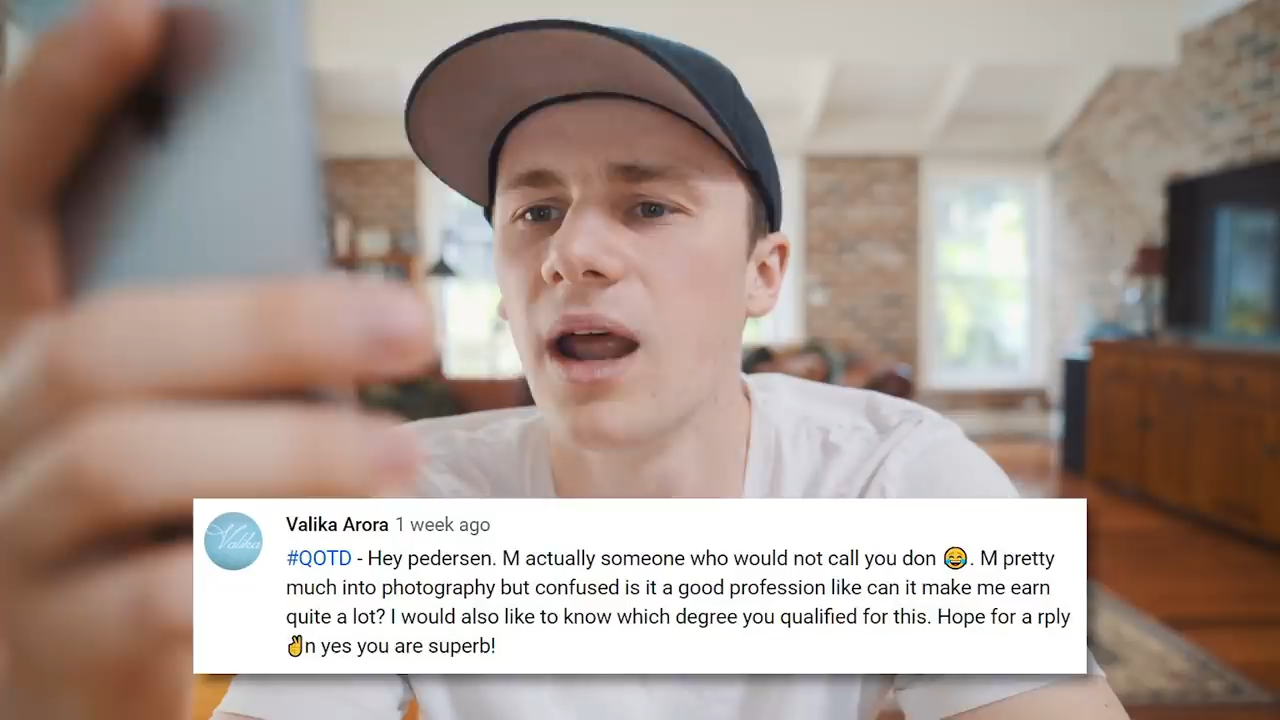 Valika
Valika Arora 1 week ago
#QOTD - Hey pedersen. M actually someone who would not call you don 😂. M pretty
much into photography but confused is it a good profession like can it make me earn
quite a lot? I would also like to know which degree you qualified for this. Hope for a rply
✌n yes you are superb!